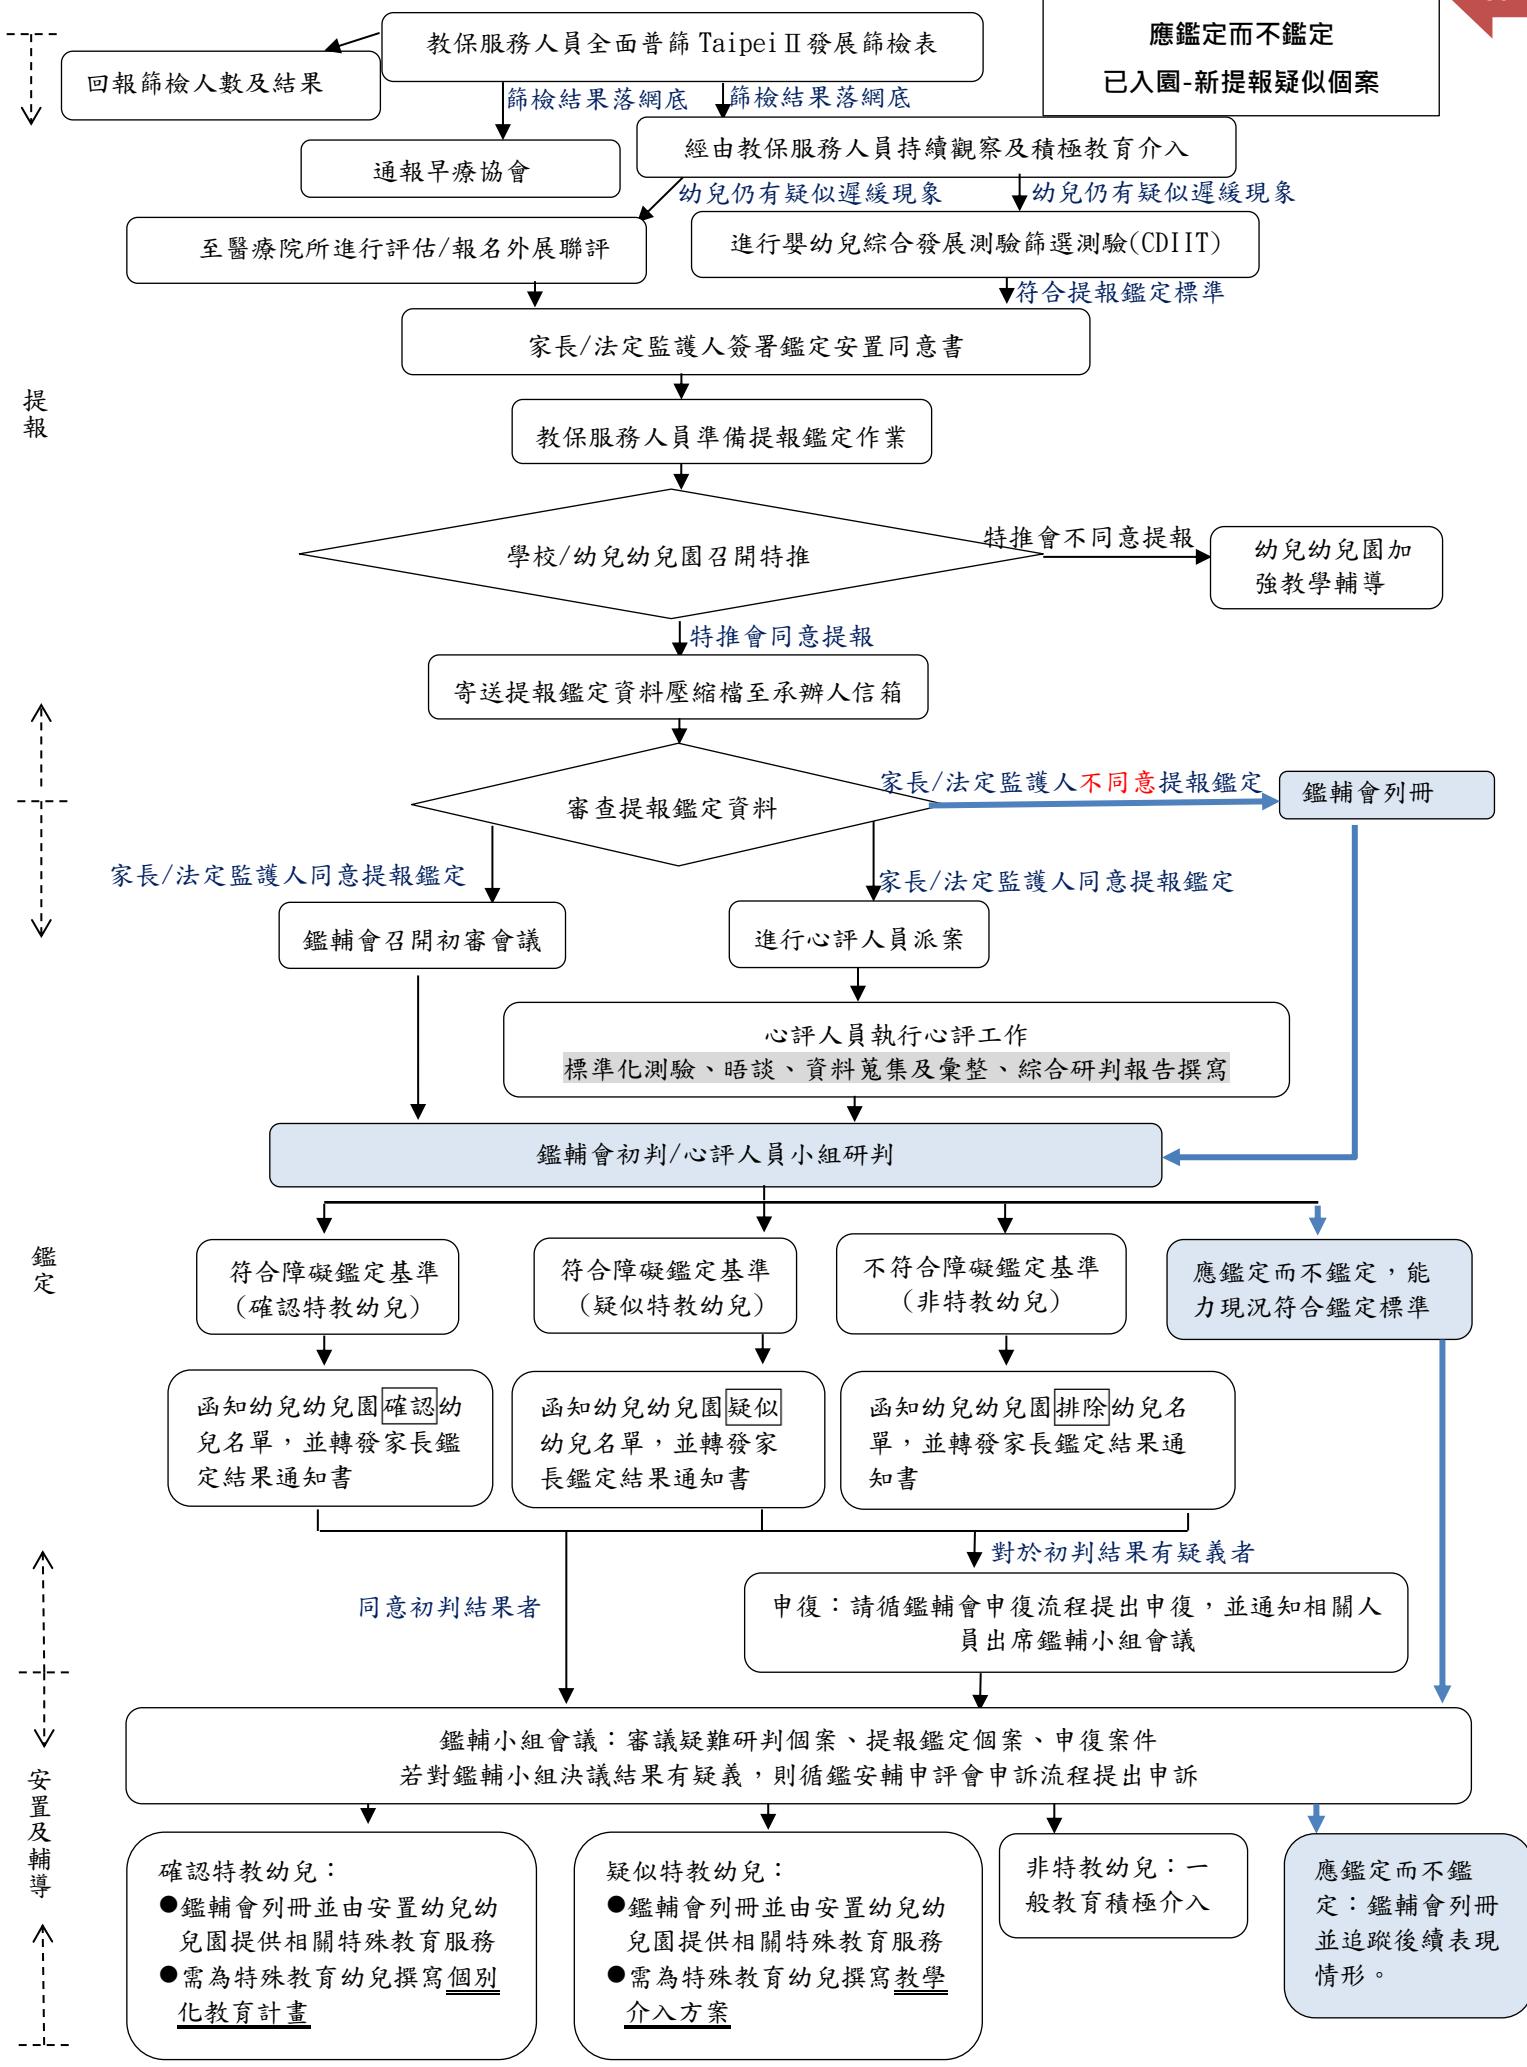 應鑑定而不鑑定
已入園-新提報疑似個案
教保服務人員全面普篩 TaipeiⅡ發展篩檢表
回報篩檢人數及結果
篩檢結果落網底
篩檢結果落網底
通報早療協會
經由教保服務人員持續觀察及積極教育介入
幼兒仍有疑似遲緩現象
幼兒仍有疑似遲緩現象
至醫療院所進行評估/報名外展聯評
進行嬰幼兒綜合發展測驗篩選測驗(CDIIT)
符合提報鑑定標準
家長/法定監護人簽署鑑定安置同意書
提報
教保服務人員準備提報鑑定作業
學校/幼兒幼兒園召開特推
特推會不同意提報
幼兒幼兒園加
強教學輔導
特推會同意提報
寄送提報鑑定資料壓縮檔至承辦人信箱
審查提報鑑定資料
家長/法定監護人不同意提報鑑定
鑑輔會列冊
家長/法定監護人同意提報鑑定
家長/法定監護人同意提報鑑定
鑑輔會召開初審會議
進行心評人員派案
心評人員執行心評工作
標準化測驗、晤談、資料蒐集及彙整、綜合研判報告撰寫
鑑輔會初判/心評人員小組研判
鑑定
符合障礙鑑定基準
(確認特教幼兒)
符合障礙鑑定基準
(疑似特教幼兒)
不符合障礙鑑定基準
(非特教幼兒)
應鑑定而不鑑定，能
力現況符合鑑定標準
函知幼兒幼兒園確認幼
兒名單，並轉發家長鑑
定結果通知書
函知幼兒幼兒園疑似
幼兒名單，並轉發家
長鑑定結果通知書
函知幼兒幼兒園排除幼兒名
單，並轉發家長鑑定結果通
知書
對於初判結果有疑義者
同意初判結果者
申復：請循鑑輔會申復流程提出申復，並通知相關人
員出席鑑輔小組會議
鑑輔小組會議：審議疑難研判個案、提報鑑定個案、申復案件
若對鑑輔小組決議結果有疑義，則循鑑安輔申評會申訴流程提出申訴
安置及輔導
確認特教幼兒：
●鑑輔會列冊並由安置幼兒幼
兒園提供相關特殊教育服務
●需為特殊教育幼兒撰寫個別
化教育計畫
疑似特教幼兒：
●鑑輔會列冊並由安置幼兒幼
兒園提供相關特殊教育服務
●需為特殊教育幼兒撰寫教學
介入方案
非特教幼兒：一
般教育積極介入
應鑑定而不鑑
定：鑑輔會列冊
並追蹤後續表現
情形。